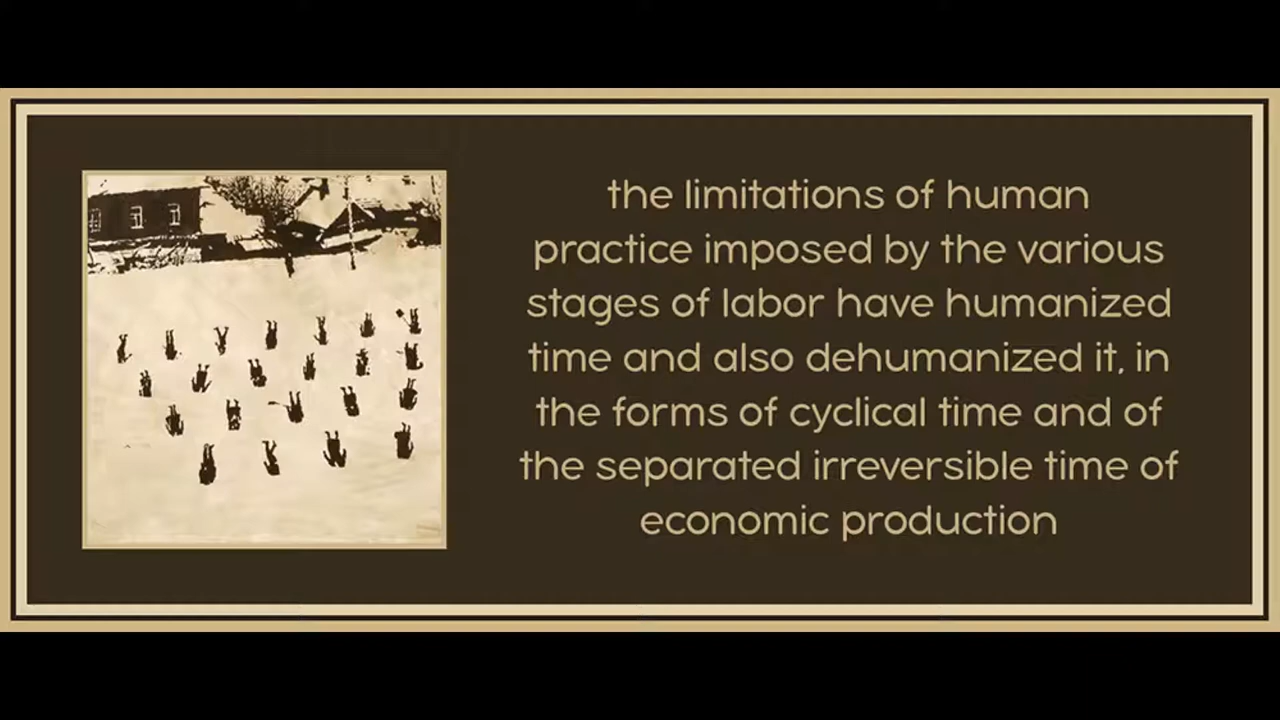 the limitations of human
practice imposed by the various
stages of labor have humanized
time and also dehumanized it, in
the forms of cyclical time and of
the separated irreversible time of
economic production